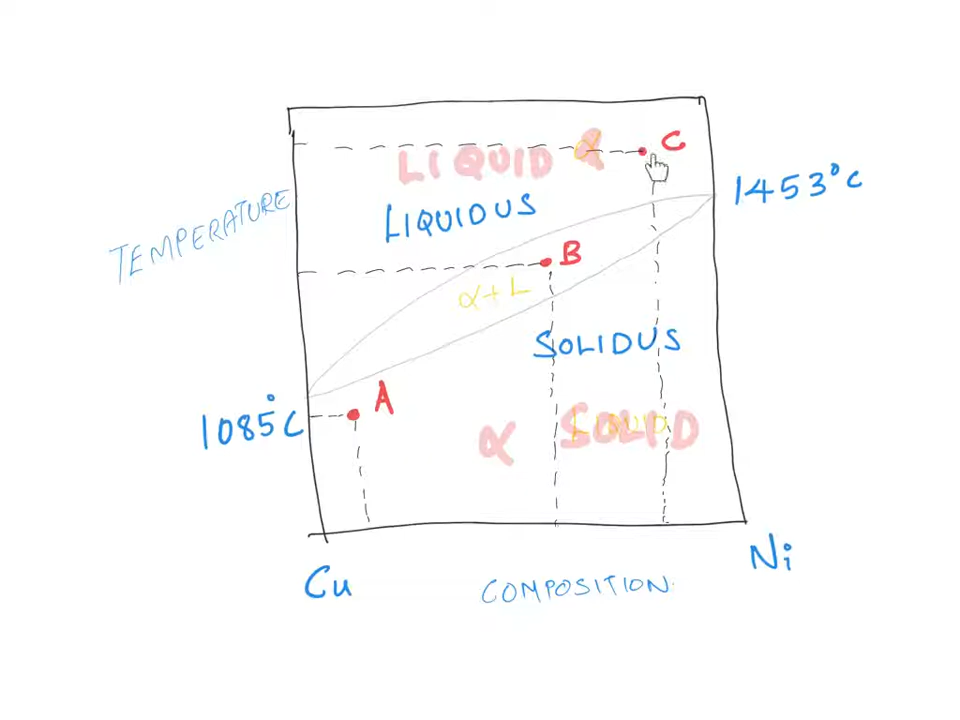 C
LIQUID α
1453°C
LIQUIDUS
TEMPERATURE
B
α+L
SOLIDUS
A
1085°C
α SOLID
LIQUID
Ni
Cu
COMPOSITION